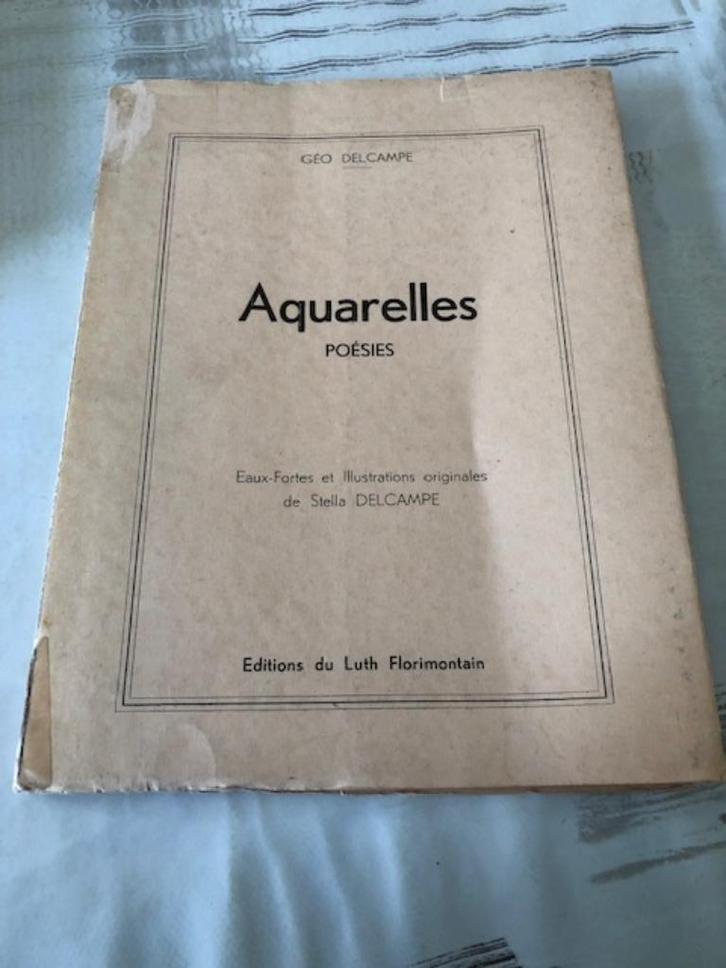 GÉO DELCAMPE
Aquarelles
POÉSIES
Eaux-Fortes et Illustrations originales
de Stella DELCAMPE
Editions du Luth Florimontain